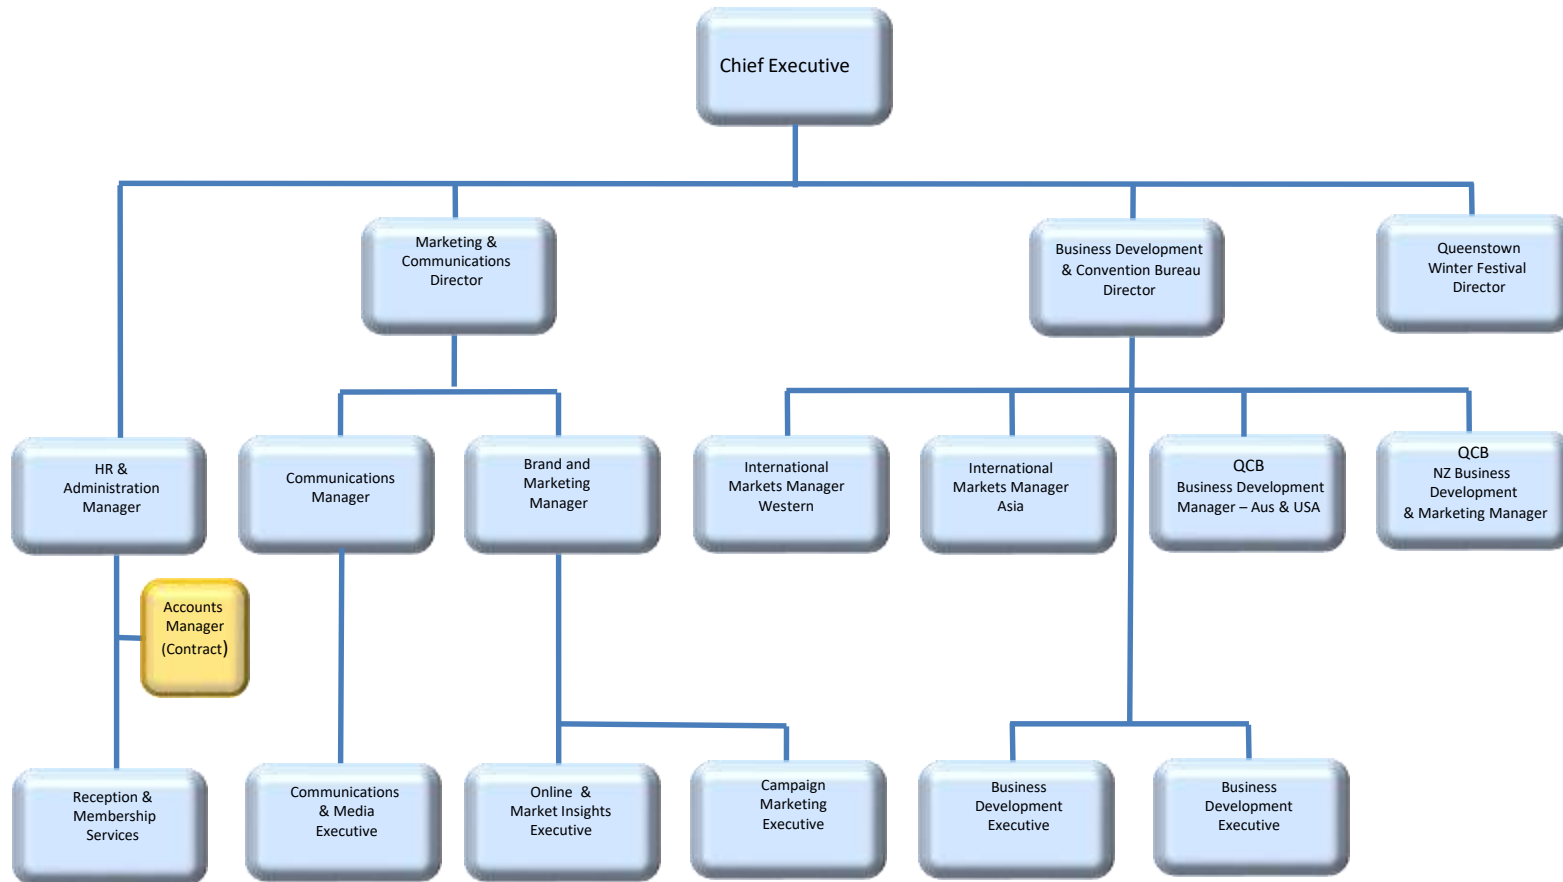 Chief Executive
Marketing &
Communications
Director
Business Development
& Convention Bureau
Director
Queenstown
Winter Festival
Director
HR &
Administration
Manager
Communications
Manager
Brand and
Marketing
Manager
International
Markets Manager
Western
International
Markets Manager
Asia
QCB
Business Development
Manager – Aus & USA
QCB
NZ Business
Development
& Marketing Manager
Accounts
Manager
(Contract)
Reception &
Membership
Services
Communications
& Media
Executive
Online &
Market Insights
Executive
Campaign
Marketing
Executive
Business
Development
Executive
Business
Development
Executive